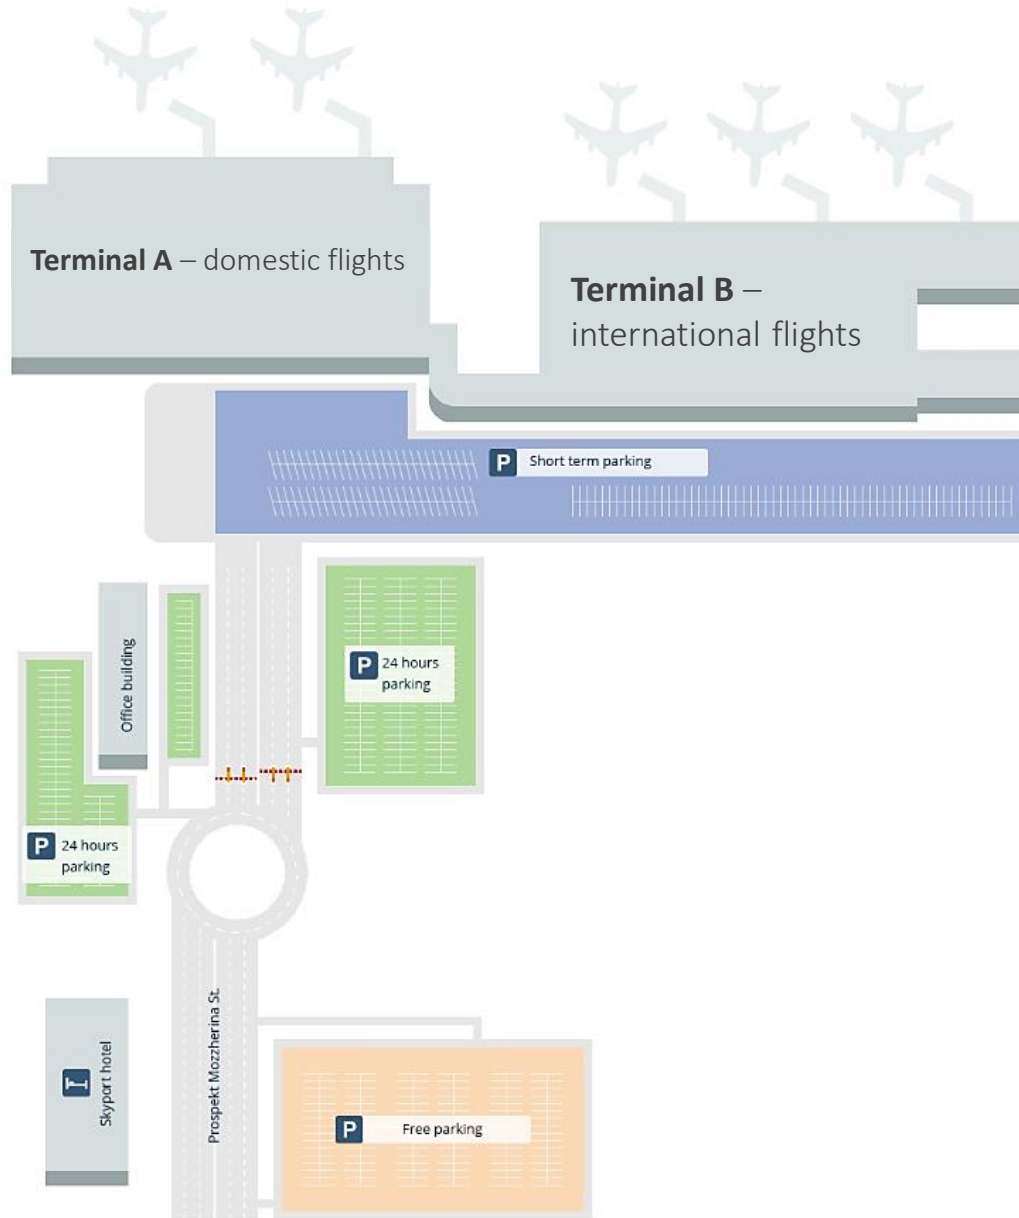 Terminal A – domestic flights
Terminal B –
international flights
P Short term parking
Office building
P 24 hours
parking
P 24 hours
parking
Prospekt Mozzherina St.
Skyport hotel
P Free parking